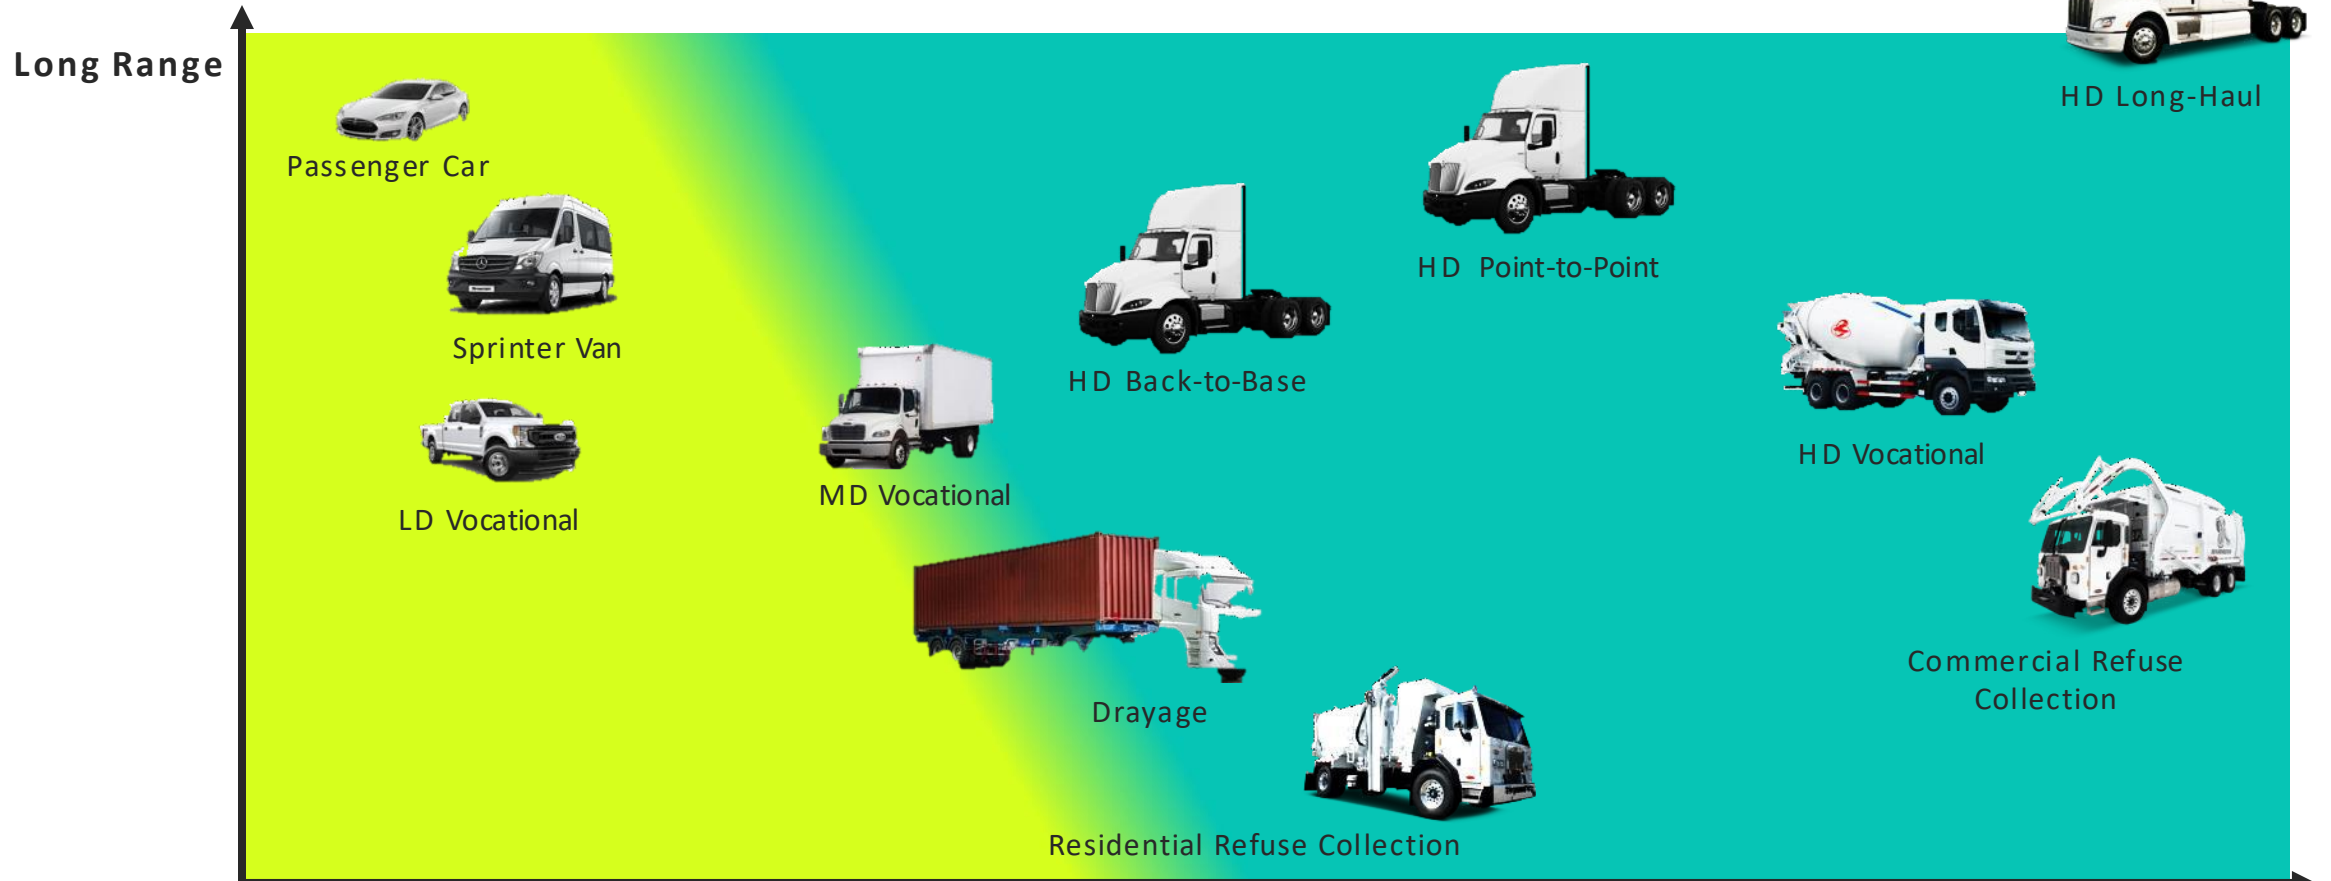 Long Range
HD Long-Haul
Passenger Car
HD Point-to-Point
Sprinter Van
HD Back-to-Base
HD Vocational
MD Vocational
LD Vocational
Commercial Refuse
Collection
Drayage
Residential Refuse Collection